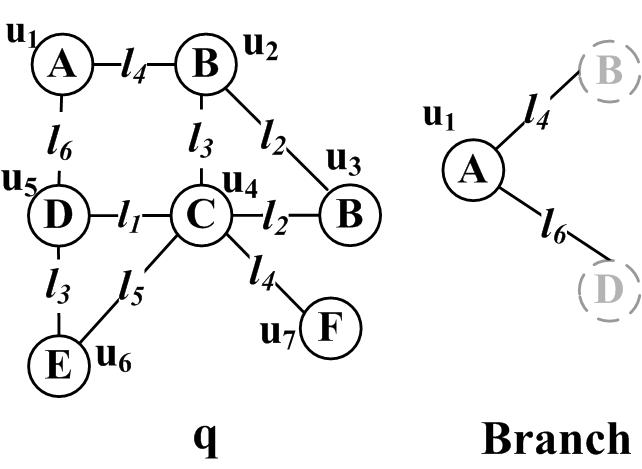 u1 A l4 B u2
l6 l3 l2 u3
u5 D l1 C u4 l2 B
l3 l5 l4
E u6 u7 F
q
u1 A l4 B
l6 D
Branch